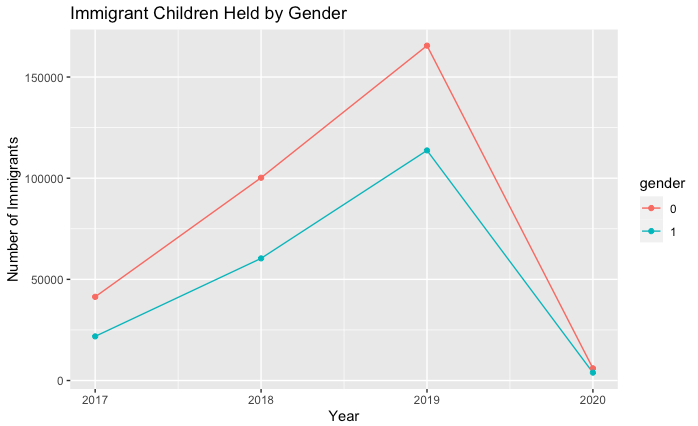 Immigrant Children Held by Gender
Number of Immigrants
150000
100000
50000
0
2017
2018
2019
2020
Year
gender
0
1